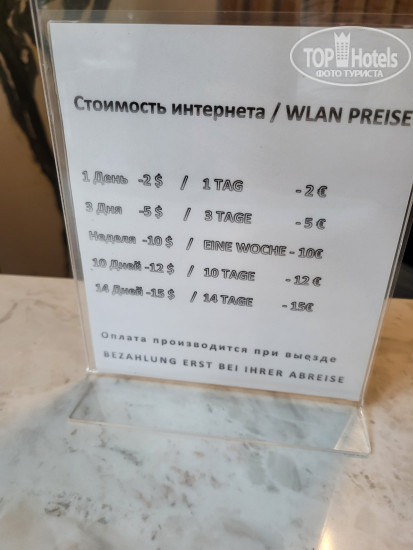 TOP Hotels
ФОТО ТУРИСТА
Стоимость интернета / WLAN PREISE
1 День -2 $ / 1 TAG - 2 €
3 Дня -5 $ / 3 TAGE - 5 €
Неделя -10 $ / EINE WOCHE - 10€
10 Дней -12 $ / 10 TAGE - 12 €
14 Дней -15 $ / 14 TAGE - 15€
Оплата производится при выезде
BEZAHLUNG ERST BEI IHRER ABREISE